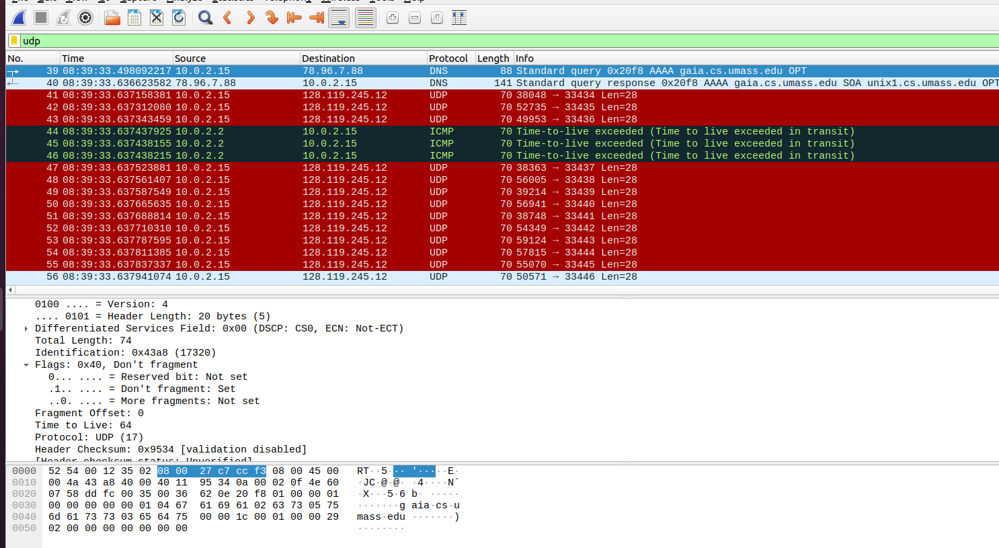 udp
No. Time Source Destination Protocol Length Info
39 08:39:33.498092217 10.0.2.15 78.96.7.88 DNS 88 Standard query 0x20f8 AAAA gaia.cs.umass.edu OPT
40 08:39:33.636623582 78.96.7.88 10.0.2.15 DNS 141 Standard query response 0x20f8 AAAA gaia.cs.umass.edu SOA unix1.cs.umass.edu OPT
41 08:39:33.637158381 10.0.2.15 128.119.245.12 UDP 70 38048 → 33434 Len=28
42 08:39:33.637312080 10.0.2.15 128.119.245.12 UDP 70 52735 → 33435 Len=28
43 08:39:33.637343459 10.0.2.15 128.119.245.12 UDP 70 49953 → 33436 Len=28
44 08:39:33.637437925 10.0.2.2 10.0.2.15 ICMP 70 Time-to-live exceeded (Time to live exceeded in transit)
45 08:39:33.637438155 10.0.2.2 10.0.2.15 ICMP 70 Time-to-live exceeded (Time to live exceeded in transit)
46 08:39:33.637438215 10.0.2.2 10.0.2.15 ICMP 70 Time-to-live exceeded (Time to live exceeded in transit)
47 08:39:33.637523881 10.0.2.15 128.119.245.12 UDP 70 38363 → 33437 Len=28
48 08:39:33.637561407 10.0.2.15 128.119.245.12 UDP 70 56005 → 33438 Len=28
49 08:39:33.637587549 10.0.2.15 128.119.245.12 UDP 70 39214 → 33439 Len=28
50 08:39:33.637665635 10.0.2.15 128.119.245.12 UDP 70 56941 → 33440 Len=28
51 08:39:33.637688814 10.0.2.15 128.119.245.12 UDP 70 38748 → 33441 Len=28
52 08:39:33.637710310 10.0.2.15 128.119.245.12 UDP 70 54349 → 33442 Len=28
53 08:39:33.637787595 10.0.2.15 128.119.245.12 UDP 70 59124 → 33443 Len=28
54 08:39:33.637811385 10.0.2.15 128.119.245.12 UDP 70 57815 → 33444 Len=28
55 08:39:33.637837337 10.0.2.15 128.119.245.12 UDP 70 55070 → 33445 Len=28
56 08:39:33.637941074 10.0.2.15 128.119.245.12 UDP 70 50571 → 33446 Len=28
0100 .... = Version: 4
.... 0101 = Header Length: 20 bytes (5)
Differentiated Services Field: 0x00 (DSCP: CS0, ECN: Not-ECT)
Total Length: 74
Identification: 0x43a8 (17320)
Flags: 0x40, Don't fragment
0... .... = Reserved bit: Not set
.1.. .... = Don't fragment: Set
..0. .... = More fragments: Not set
Fragment Offset: 0
Time to Live: 64
Protocol: UDP (17)
Header Checksum: 0x9534 [validation disabled]
[Header checksum status: Unverified]
0000 52 54 00 12 35 02 08 00 27 c7 cc f3 08 00 45 00 RT··5···'·····E·
0010 00 4a 43 a8 40 00 40 11 95 34 0a 00 02 0f 4e 60 ·JC·@·@··4····N`
0020 07 58 dd fc 00 35 00 36 62 0e 20 f8 01 00 00 01 ·X···5·6b· ·····
0030 00 00 00 00 00 01 04 67 61 69 61 02 63 73 05 75 ·······gaia·cs·u
0040 6d 61 73 73 03 65 64 75 00 00 1c 00 01 00 00 29 mass·edu·······)
0050 02 00 00 00 00 00 00 00 ········